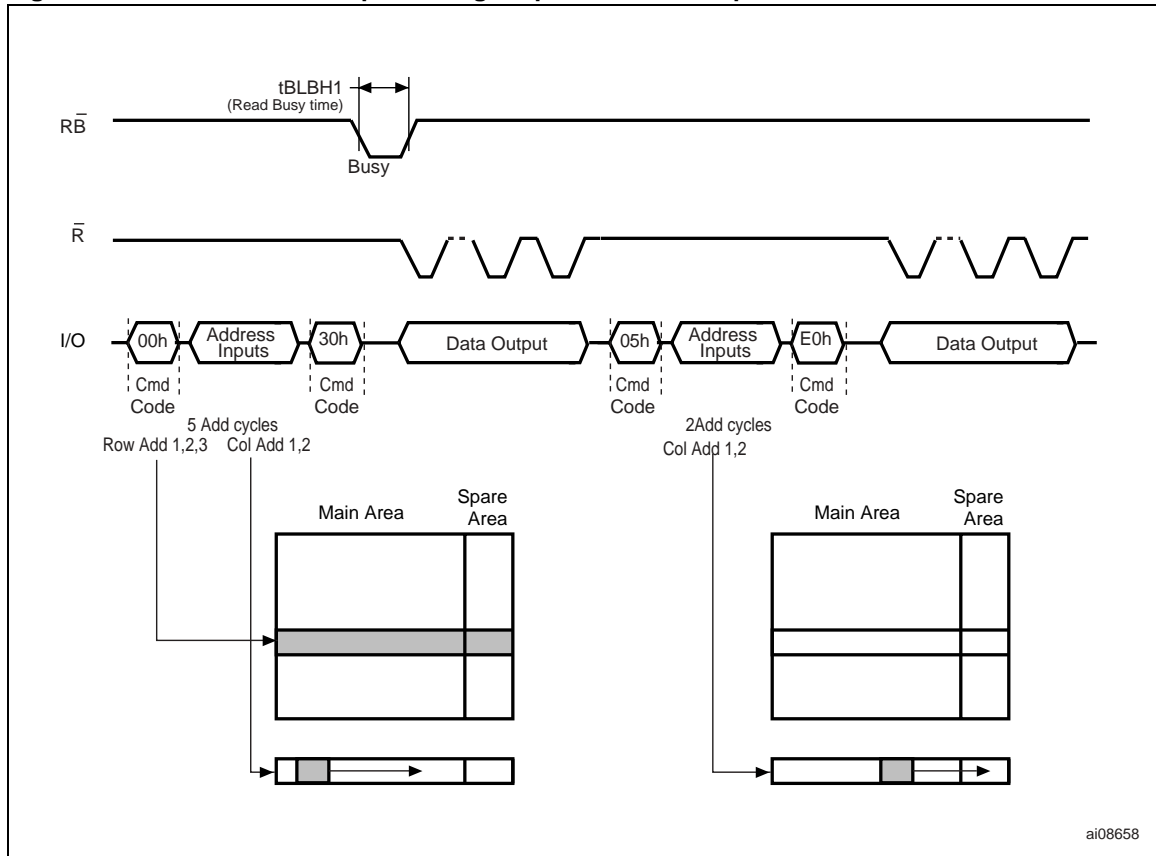 tBLBH1
(Read Busy time)
RB̅
Busy
R̅
I/O
00h
Address
Inputs
30h
Data Output
05h
Address
Inputs
E0h
Data Output
Cmd
Code
Cmd
Code
Cmd
Code
Cmd
Code
5 Add cycles
Row Add 1,2,3
Col Add 1,2
2Add cycles
Col Add 1,2
Main Area
Spare
Area
Main Area
Spare
Area
ai08658